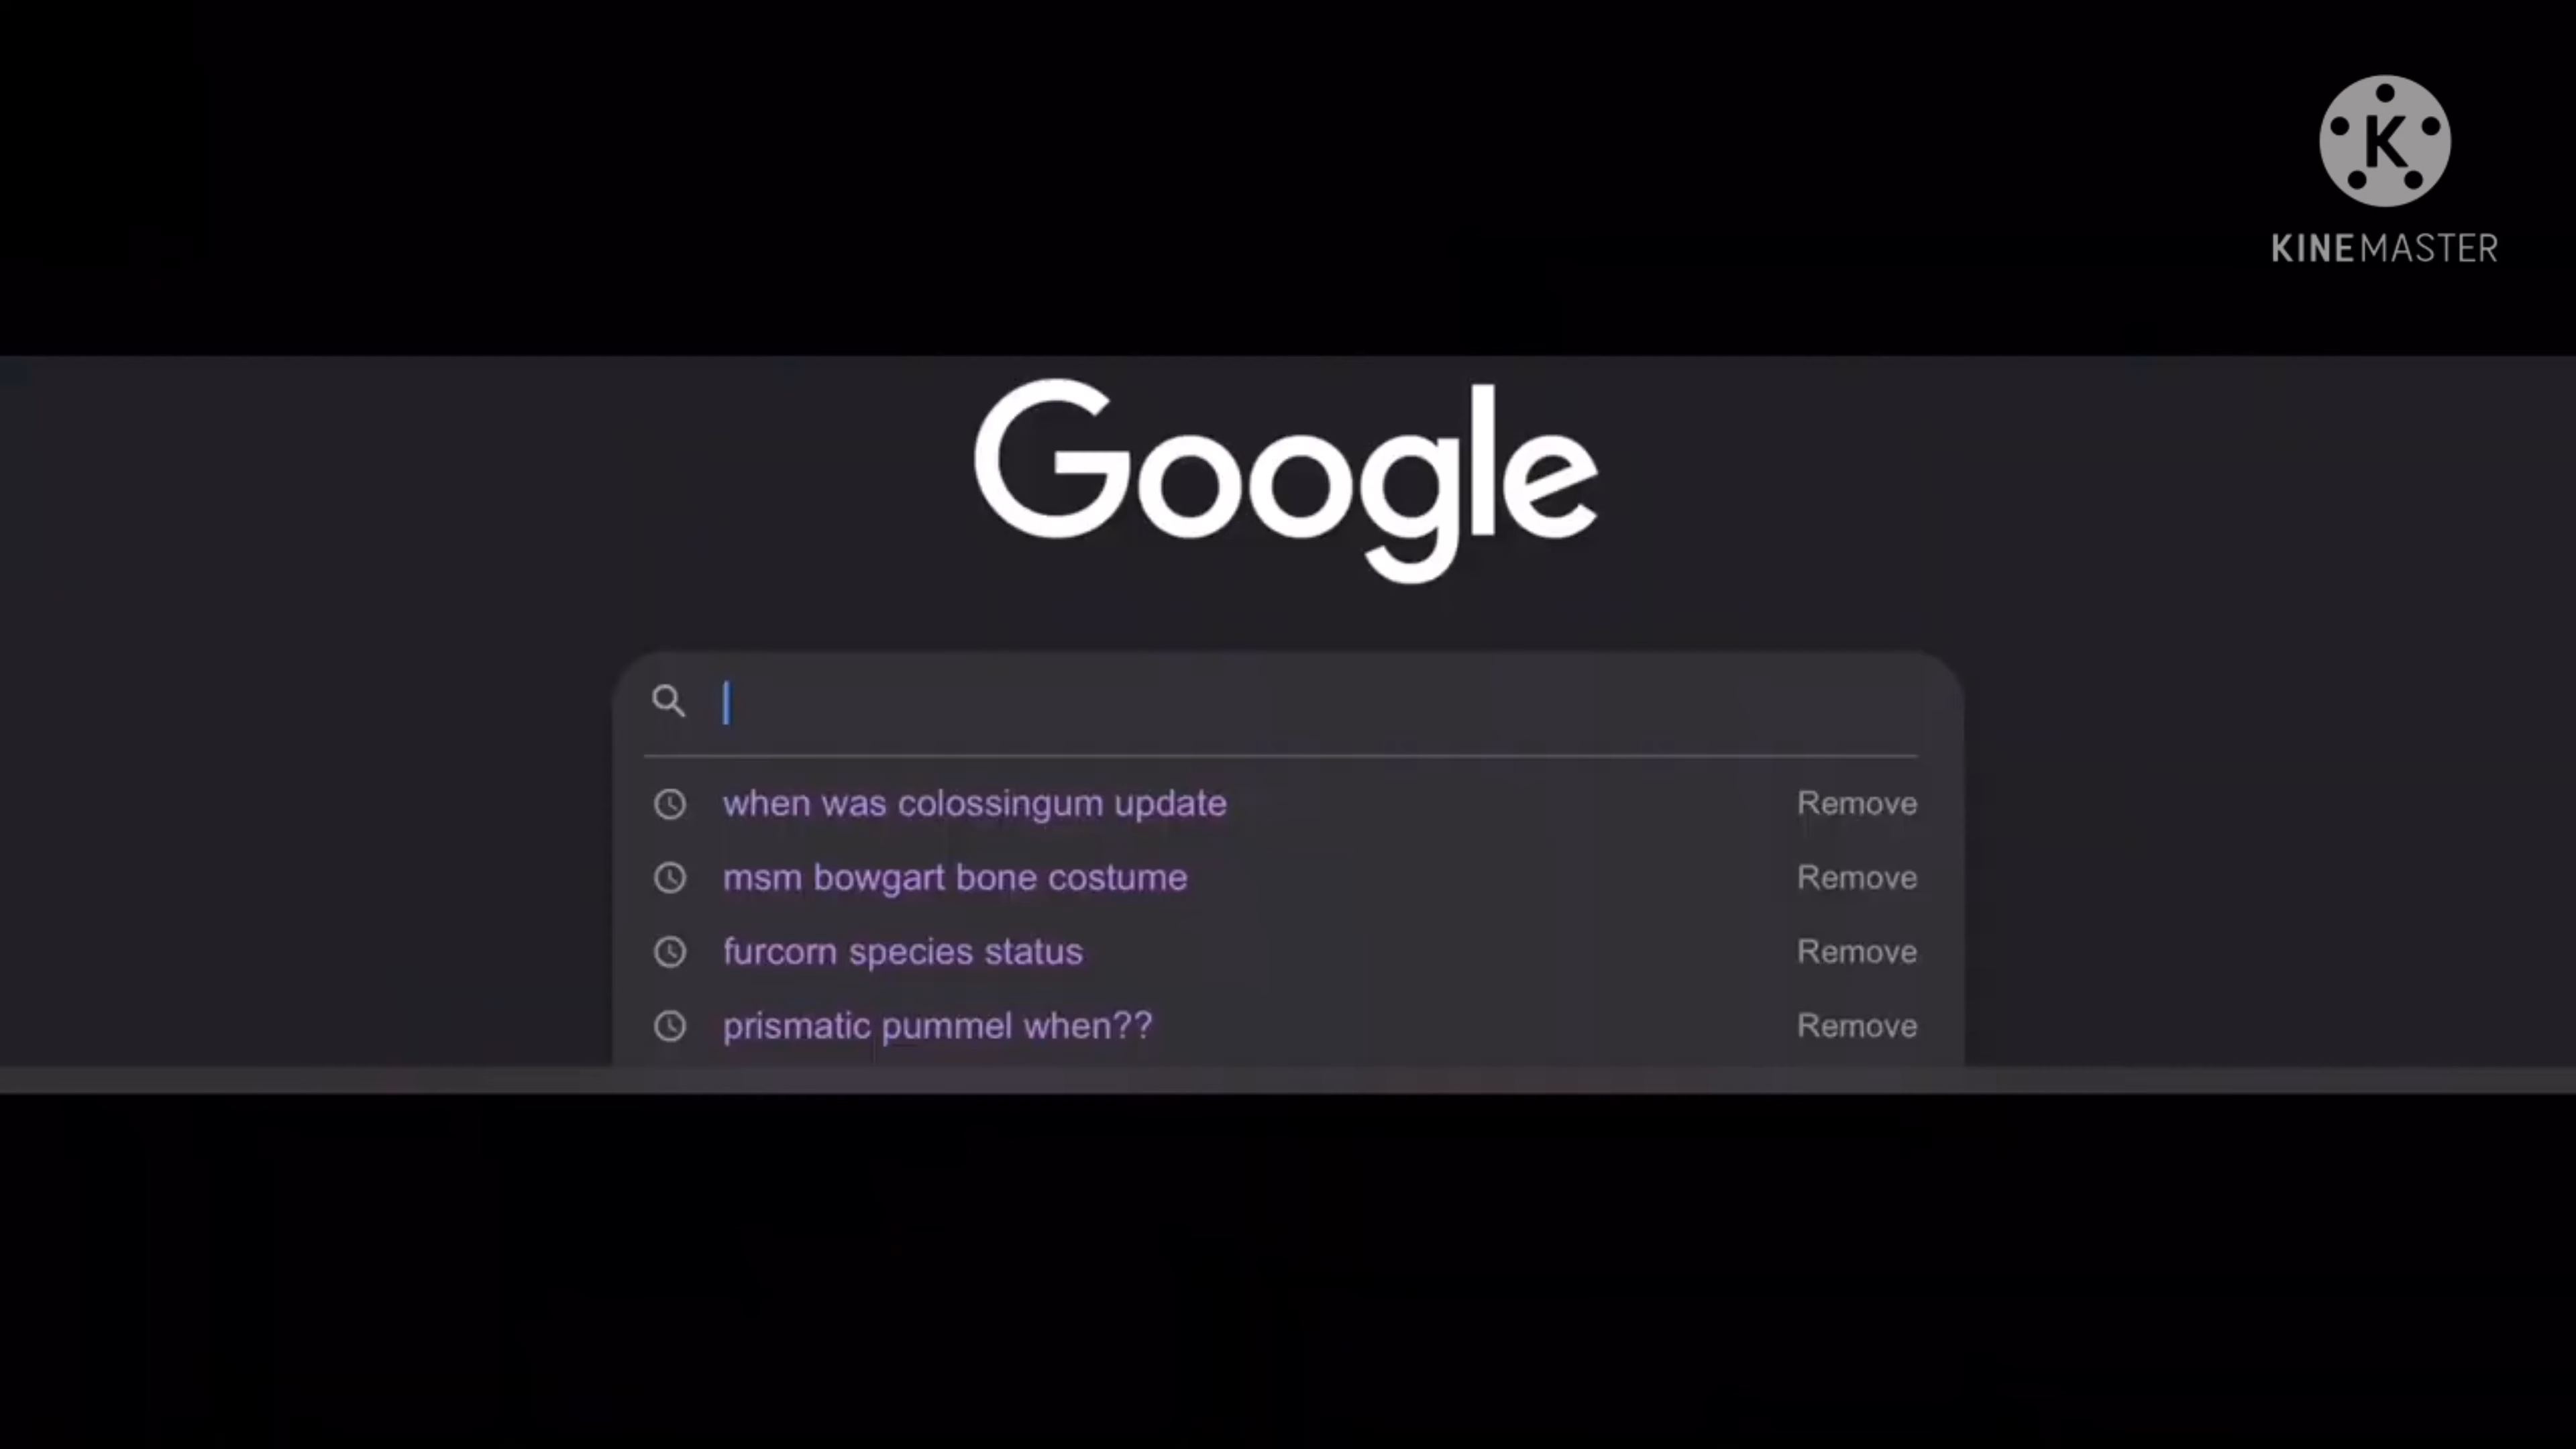 K
KINEMASTER
Google
when was colossingum update Remove
msm bowgart bone costume Remove
furcorn species status Remove
prismatic pummel when?? Remove